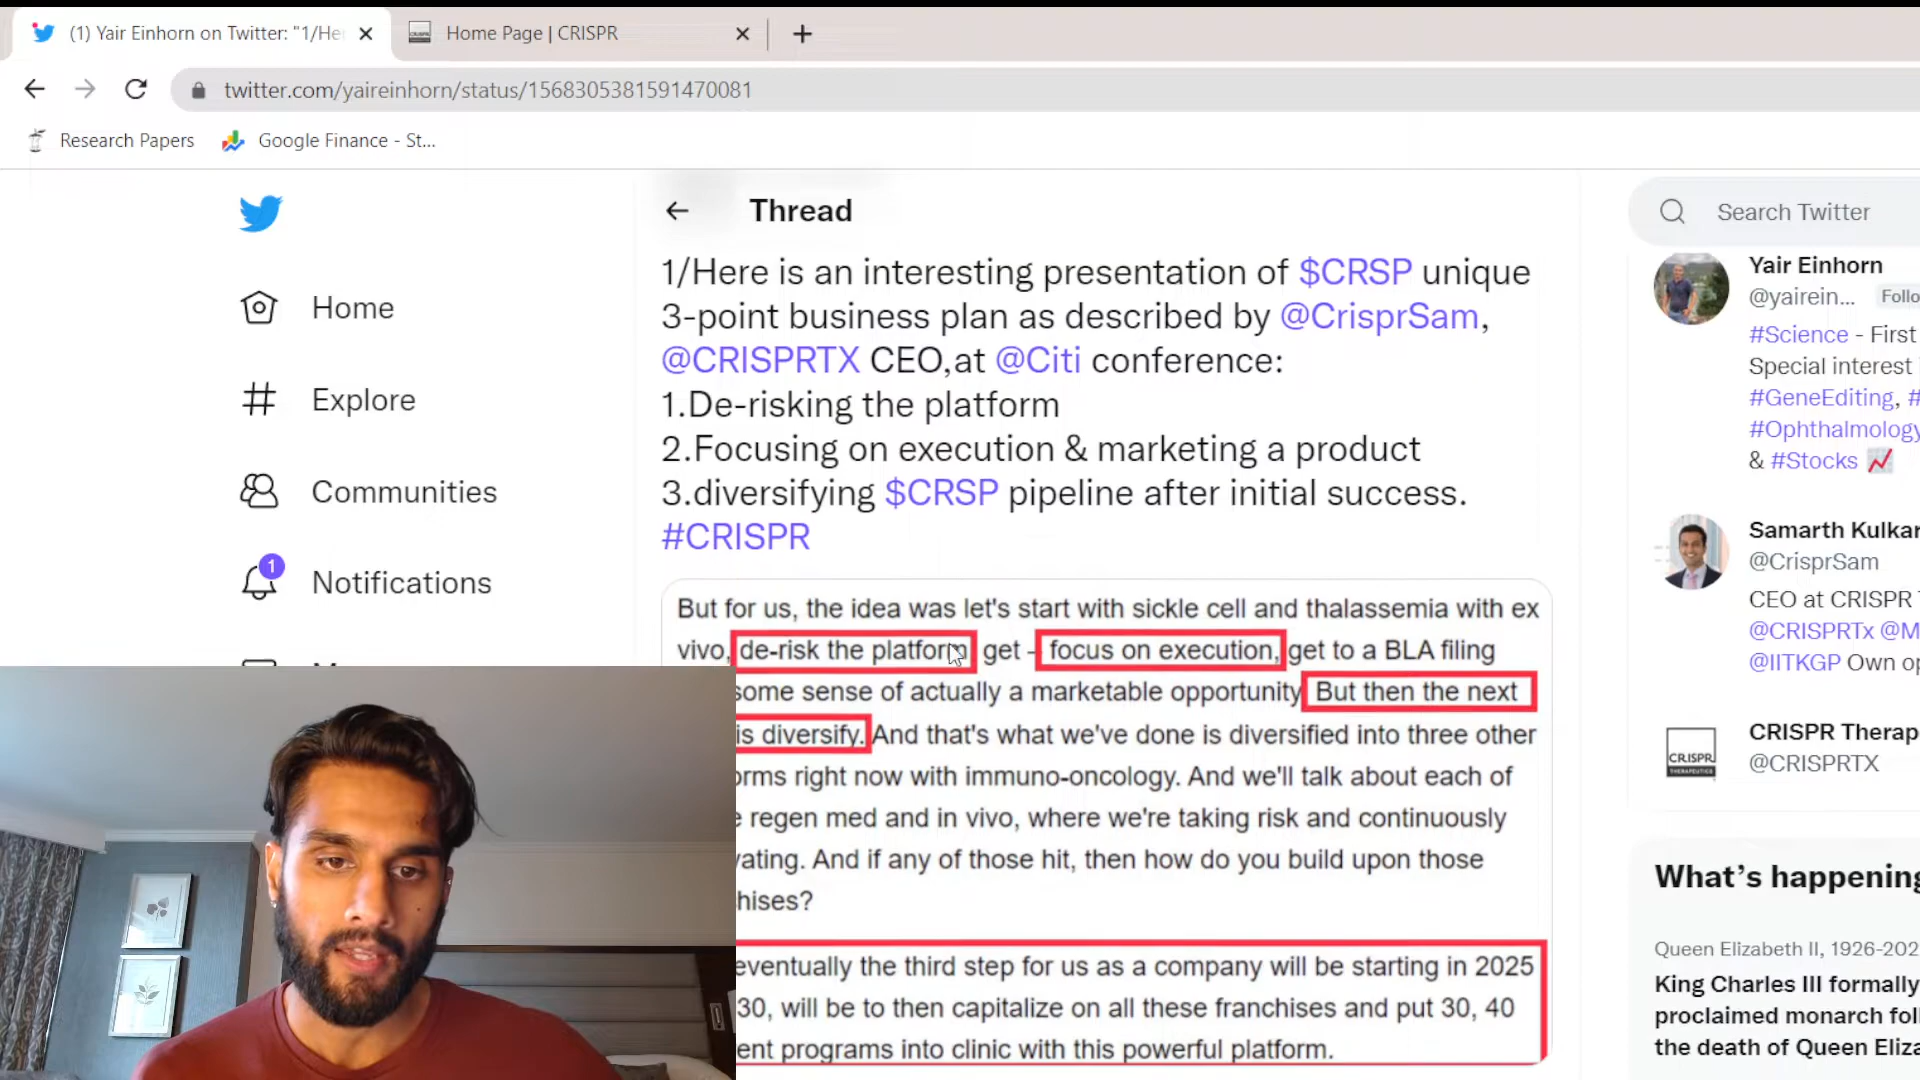 (1) Yair Einhorn on Twitter: "1/He
Home Page | CRISPR
twitter.com/yaireinhorn/status/1568305381591470081
Research Papers
Google Finance - St...
Home
Explore
Communities
1
Notifications
Thread
1/Here is an interesting presentation of $CRSP unique
3-point business plan as described by @CrisprSam,
@CRISPRTX CEO,at @Citi conference:
1.De-risking the platform
2.Focusing on execution & marketing a product
3.diversifying $CRSP pipeline after initial success.
#CRISPR
But for us, the idea was let's start with sickle cell and thalassemia with ex
vivo, de-risk the platform get - focus on execution, get to a BLA filing
some sense of actually a marketable opportunity But then the next
is diversify. And that's what we've done is diversified into three other
orms right now with immuno-oncology. And we'll talk about each of
regen med and in vivo, where we're taking risk and continuously
vating. And if any of those hit, then how do you build upon those
hises?
eventually the third step for us as a company will be starting in 2025
30, will be to then capitalize on all these franchises and put 30, 40
ent programs into clinic with this powerful platform.
Search Twitter
Yair Einhorn
@yairein... Follo
#Science - First
Special interest
#GeneEditing, #
#Ophthalmology
& #Stocks
Samarth Kulkar
@CrisprSam
CEO at CRISPR
@CRISPRTx @M
@IITKGP Own op
CRISPR
THERAPEUTICS
CRISPR Therap
@CRISPRTX
What's happening
Queen Elizabeth II, 1926-202
King Charles III formally
proclaimed monarch foll
the death of Queen Eliza